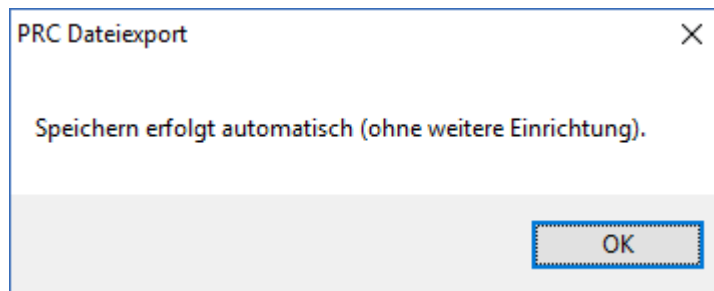 PRC Dateiexport
Speichern erfolgt automatisch (ohne weitere Einrichtung).
OK